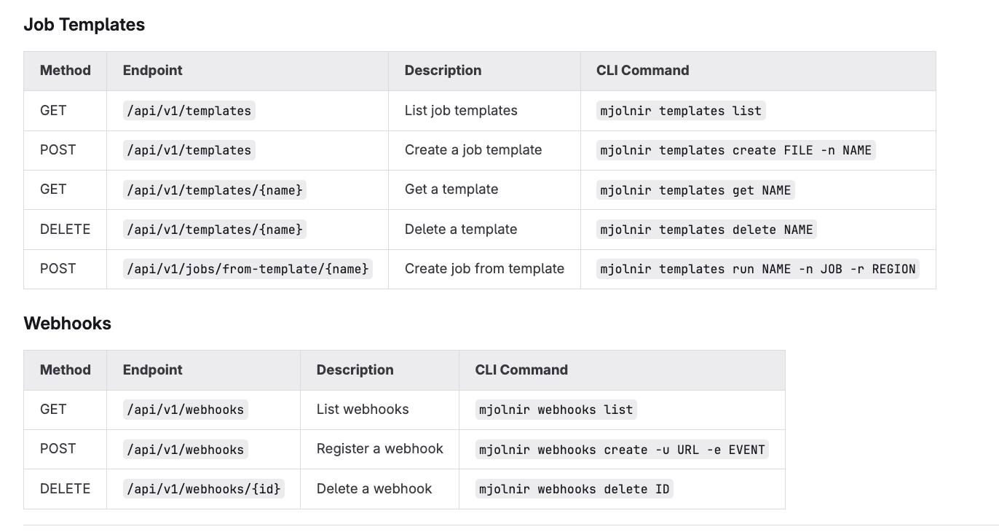 Job Templates
Method Endpoint Description CLI Command
GET /api/v1/templates List job templates mjolnir templates list
POST /api/v1/templates Create a job template mjolnir templates create FILE -n NAME
GET /api/v1/templates/{name} Get a template mjolnir templates get NAME
DELETE /api/v1/templates/{name} Delete a template mjolnir templates delete NAME
POST /api/v1/jobs/from-template/{name} Create job from template mjolnir templates run NAME -n JOB -r REGION
Webhooks
Method Endpoint Description CLI Command
GET /api/v1/webhooks List webhooks mjolnir webhooks list
POST /api/v1/webhooks Register a webhook mjolnir webhooks create -u URL -e EVENT
DELETE /api/v1/webhooks/{id} Delete a webhook mjolnir webhooks delete ID